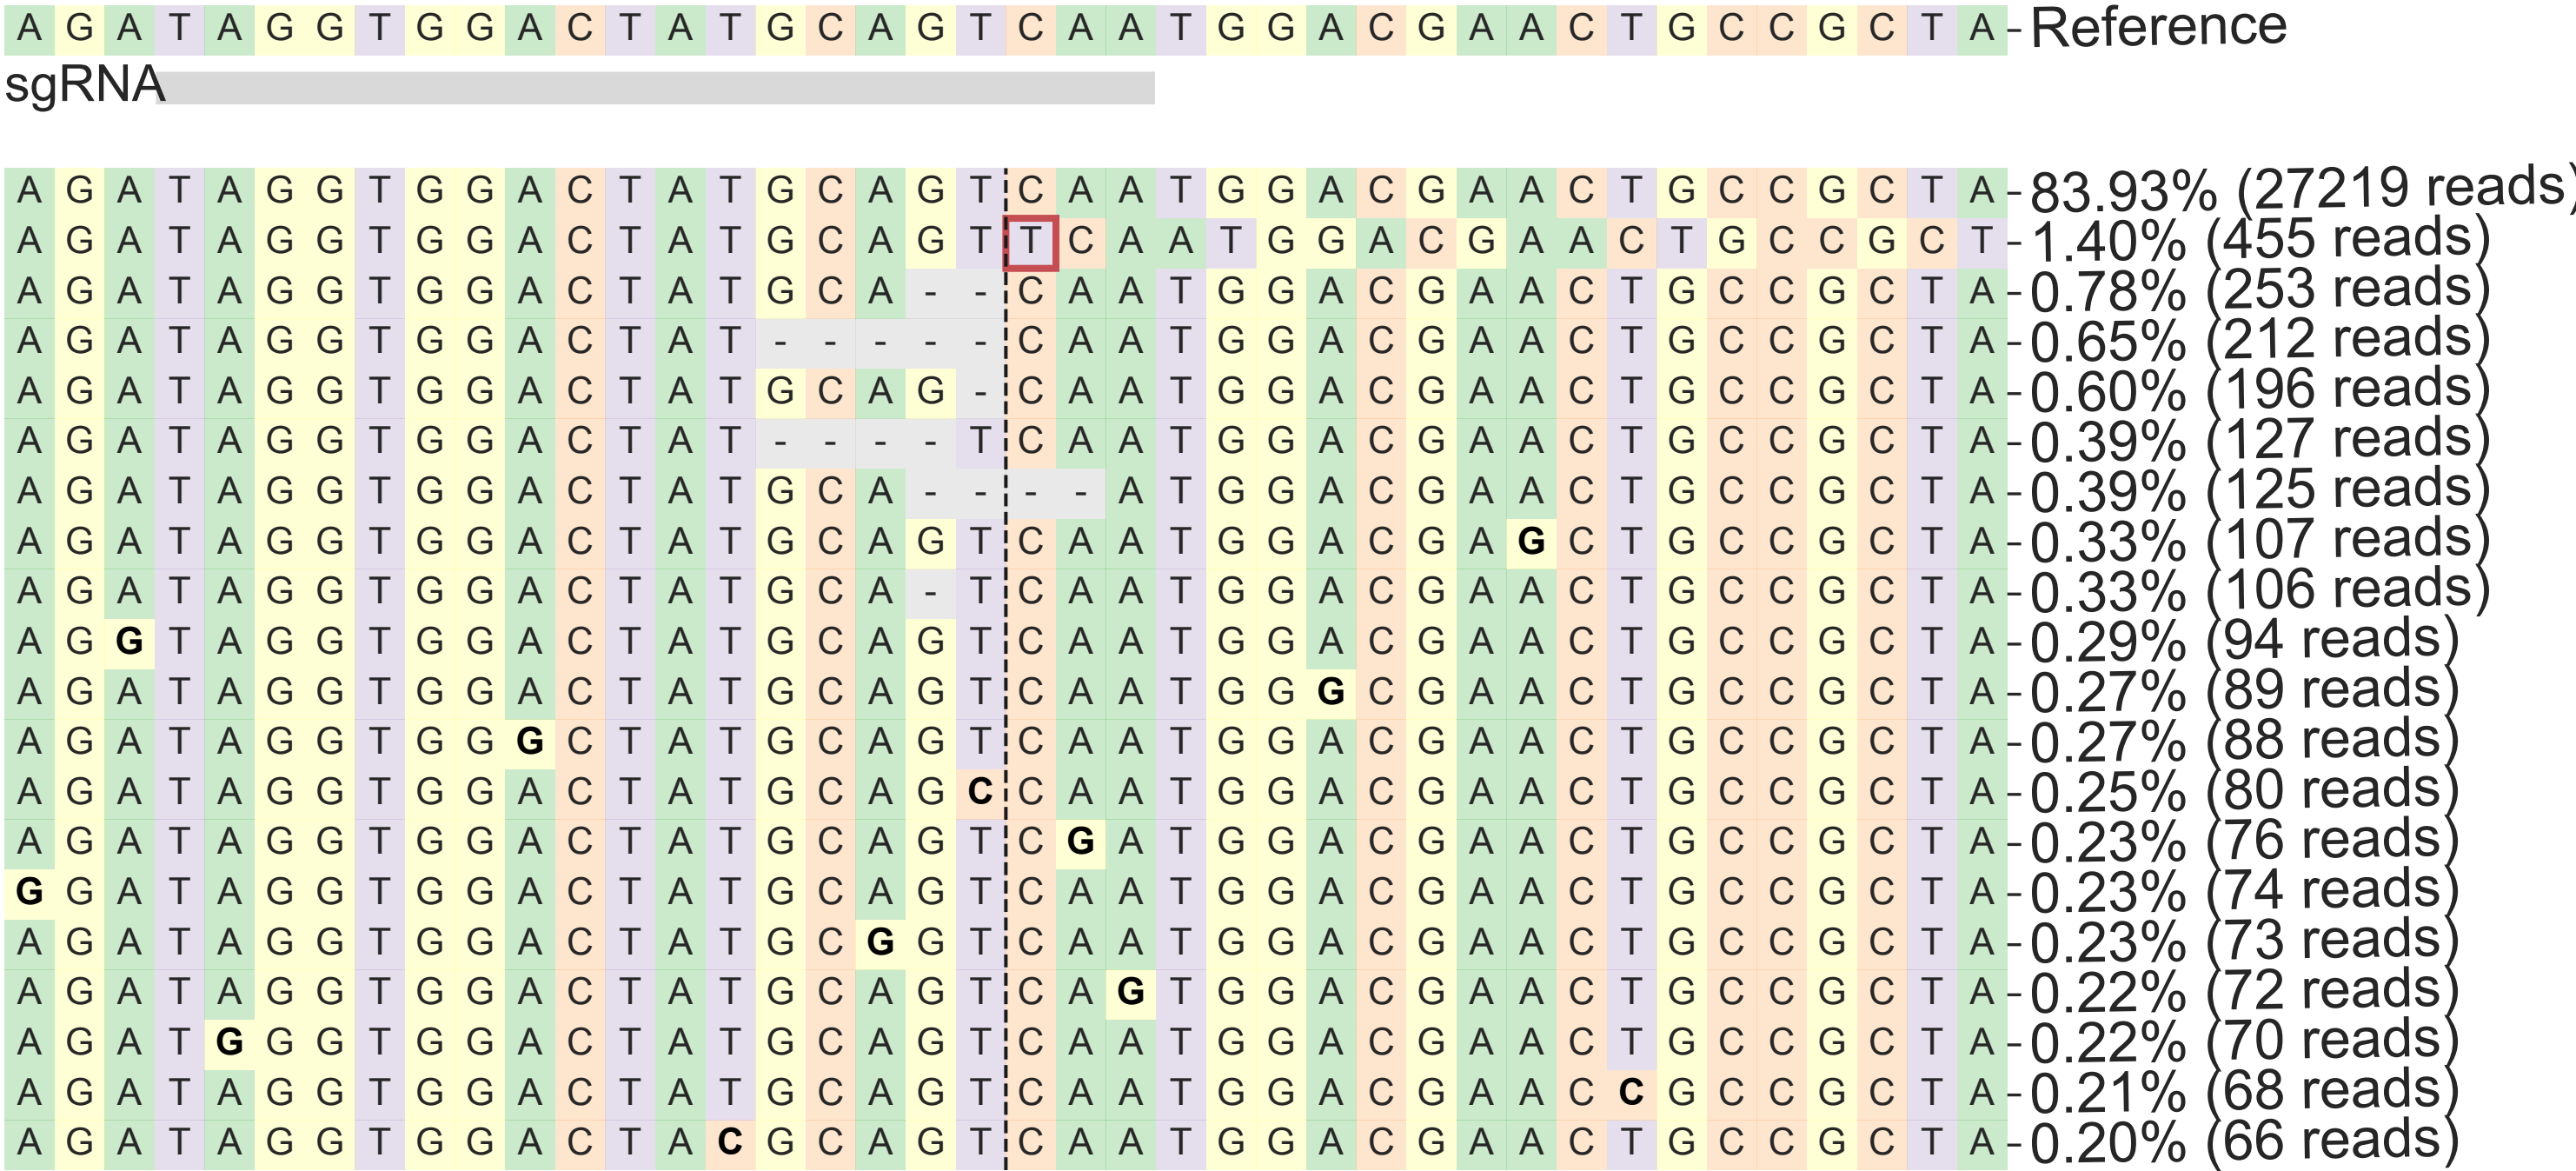 A G A T A G G T G G A C T A T G C A G T C A A T G G A C G A A C T G C C G C T A - Reference
sgRNA
A G A T A G G T G G A C T A T G C A G T C A A T G G A C G A A C T G C C G C T A - 83.93% (27219 reads)
A G A T A G G T G G A C T A T G C A G T T C A A T G G A C G A A C T G C C G C T - 1.40% (455 reads)
A G A T A G G T G G A C T A T G C A - - C A A T G G A C G A A C T G C C G C T A - 0.78% (253 reads)
A G A T A G G T G G A C T A T - - - - - C A A T G G A C G A A C T G C C G C T A - 0.65% (212 reads)
A G A T A G G T G G A C T A T G C A G - C A A T G G A C G A A C T G C C G C T A - 0.60% (196 reads)
A G A T A G G T G G A C T A T - - - - T C A A T G G A C G A A C T G C C G C T A - 0.39% (127 reads)
A G A T A G G T G G A C T A T G C A - - - - A T G G A C G A A C T G C C G C T A - 0.39% (125 reads)
A G A T A G G T G G A C T A T G C A G T C A A T G G A C G A G C T G C C G C T A - 0.33% (107 reads)
A G A T A G G T G G A C T A T G C A - T C A A T G G A C G A A C T G C C G C T A - 0.33% (106 reads)
A G G T A G G T G G A C T A T G C A G T C A A T G G A C G A A C T G C C G C T A - 0.29% (94 reads)
A G A T A G G T G G A C T A T G C A G T C A A T G G G C G A A C T G C C G C T A - 0.27% (89 reads)
A G A T A G G T G G G C T A T G C A G T C A A T G G A C G A A C T G C C G C T A - 0.27% (88 reads)
A G A T A G G T G G A C T A T G C A G C C A A T G G A C G A A C T G C C G C T A - 0.25% (80 reads)
A G A T A G G T G G A C T A T G C A G T C G A T G G A C G A A C T G C C G C T A - 0.23% (76 reads)
G G A T A G G T G G A C T A T G C A G T C A A T G G A C G A A C T G C C G C T A - 0.23% (74 reads)
A G A T A G G T G G A C T A T G C G G T C A A T G G A C G A A C T G C C G C T A - 0.23% (73 reads)
A G A T A G G T G G A C T A T G C A G T C A G T G G A C G A A C T G C C G C T A - 0.22% (72 reads)
A G A T G G G T G G A C T A T G C A G T C A A T G G A C G A A C T G C C G C T A - 0.22% (70 reads)
A G A T A G G T G G A C T A T G C A G T C A A T G G A C G A A C C G C C G C T A - 0.21% (68 reads)
A G A T A G G T G G A C T A C G C A G T C A A T G G A C G A A C T G C C G C T A - 0.20% (66 reads)